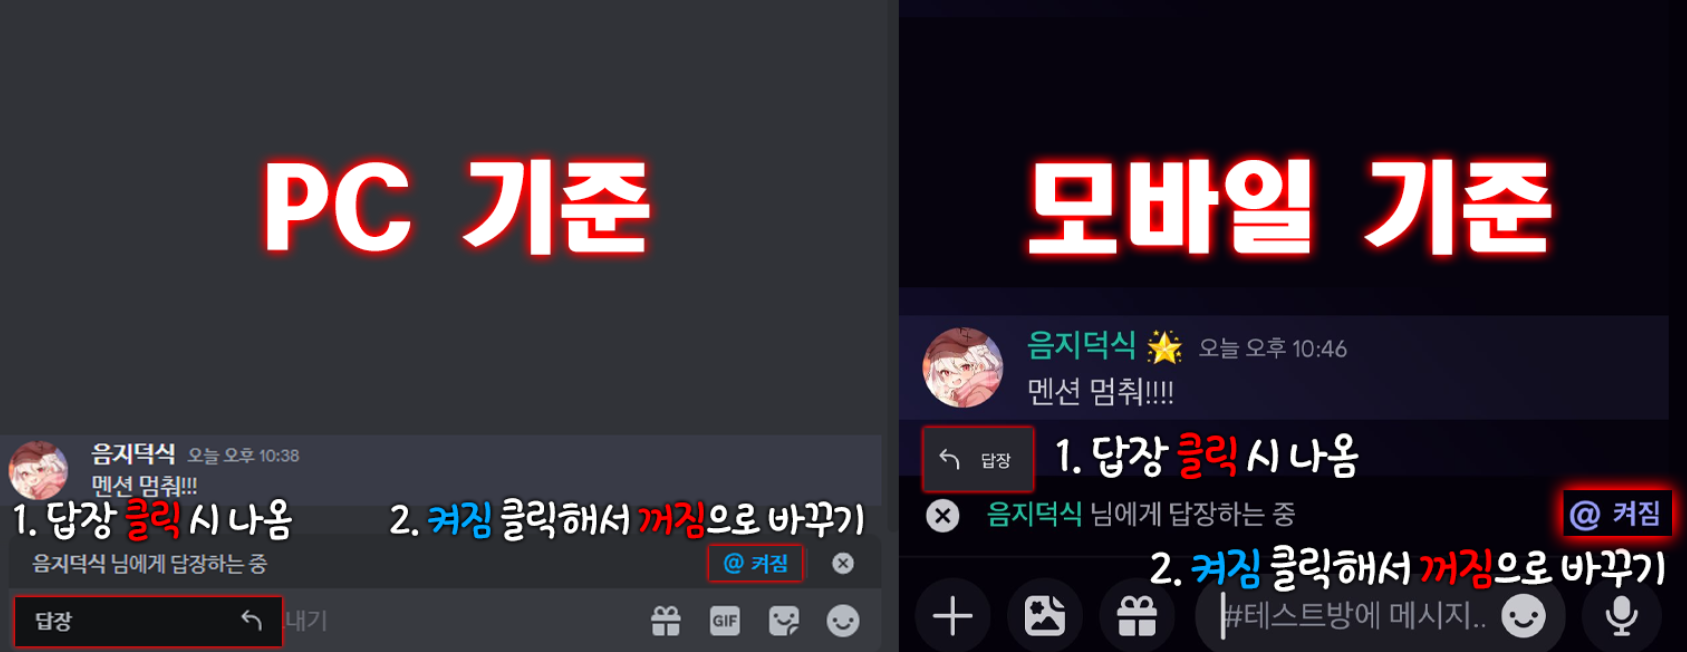 PC 기준
음지덕식 오늘 오후 10:38
멘션 멈춰!!!
1. 답장 클릭 시 나옴
2. 켜짐 클릭해서 꺼짐으로 바꾸기
음지덕식 님에게 답장하는 중
@ 켜짐
답장
내기
GIF
모바일 기준
음지덕식 오늘 오후 10:46
멘션 멈춰!!!!
답장
1. 답장 클릭 시 나옴
음지덕식 님에게 답장하는 중
@ 켜짐
2. 켜짐 클릭해서 꺼짐으로 바꾸기
#테스트방에 메시지..